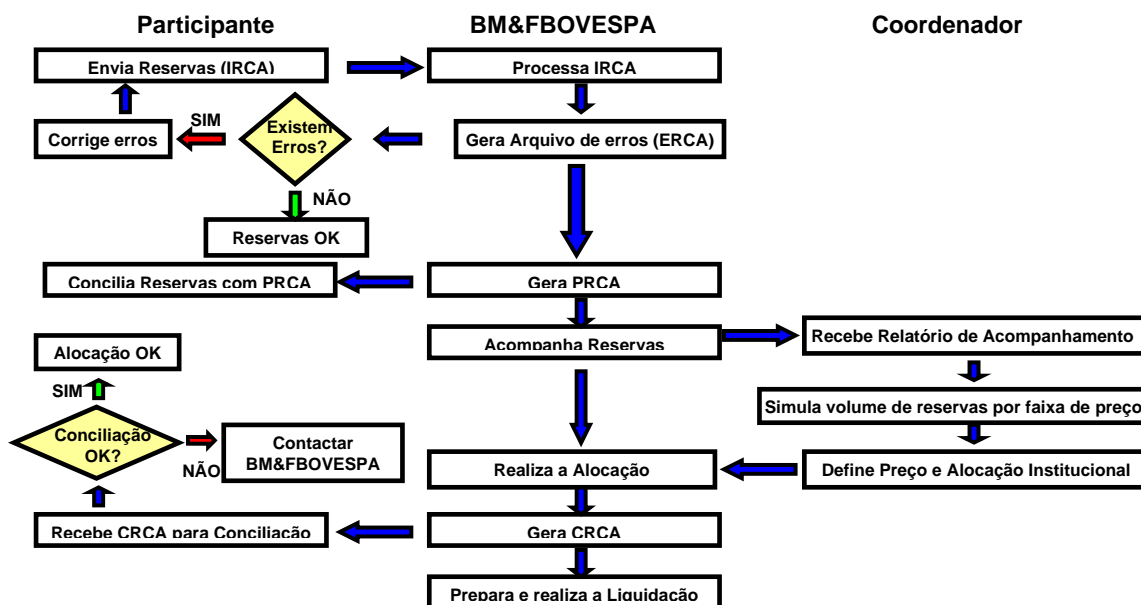 Participante
BM&FBOVESPA
Coordenador
Envia Reservas (IRCA)
Processa IRCA
SIM
Existem
Erros?
Corrige erros
Gera Arquivo de erros (ERCA)
NÃO
Reservas OK
Concilia Reservas com PRCA
Gera PRCA
Acompanha Reservas
Recebe Relatório de Acompanhamento
Alocação OK
SIM
Simula volume de reservas por faixa de preço
Conciliação
OK?
NÃO
Contactar
BM&FBOVESPA
Realiza a Alocação
Define Preço e Alocação Institucional
Recebe CRCA para Conciliação
Gera CRCA
Prepara e realiza a Liquidação